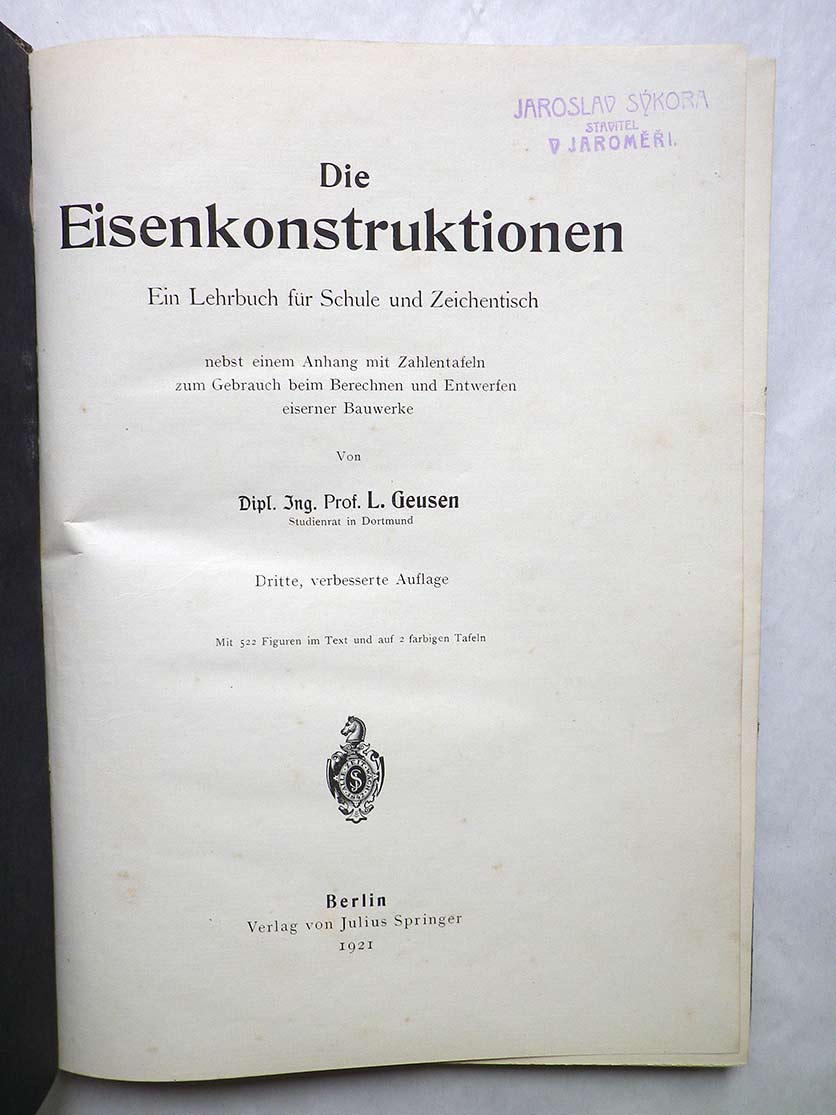 JAROSLAV SÝKORA
STAVITEL
V JAROMĚŘI.
Die
Eisenkonstruktionen
Ein Lehrbuch für Schule und Zeichentisch
nebst einem Anhang mit Zahlentafeln
zum Gebrauch beim Berechnen und Entwerfen
eiserner Bauwerke
Von
Dipl. Ing. Prof. L. Geusen
Studienrat in Dortmund
Dritte, verbesserte Auflage
Mit 522 Figuren im Text und auf 2 farbigen Tafeln
Berlin
Verlag von Julius Springer
1921